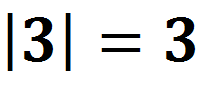 |3| = 3